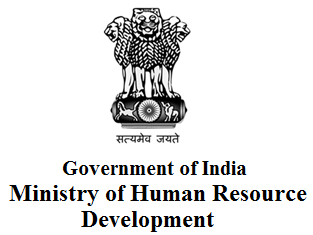 सत्यमेव जयते
Government of India
Ministry of Human Resource
Development